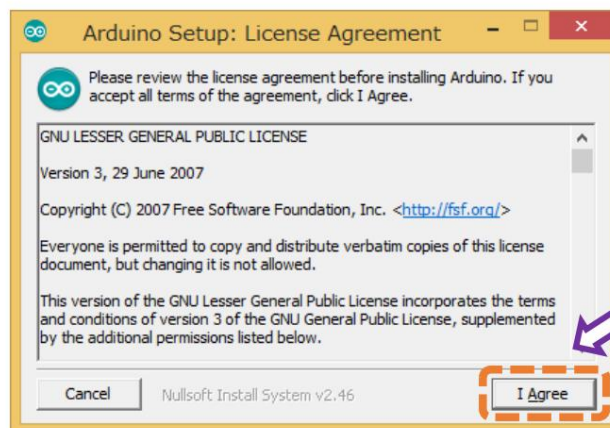 Arduino Setup: License Agreement
Please review the license agreement before installing Arduino. If you
accept all terms of the agreement, click I Agree.
GNU LESSER GENERAL PUBLIC LICENSE
Version 3, 29 June 2007
Copyright (C) 2007 Free Software Foundation, Inc. <http://fsf.org/>
Everyone is permitted to copy and distribute verbatim copies of this license
document, but changing it is not allowed.
This version of the GNU Lesser General Public License incorporates the terms
and conditions of version 3 of the GNU General Public License, supplemented
by the additional permissions listed below.
Cancel Nullsoft Install System v2.46 I Agree